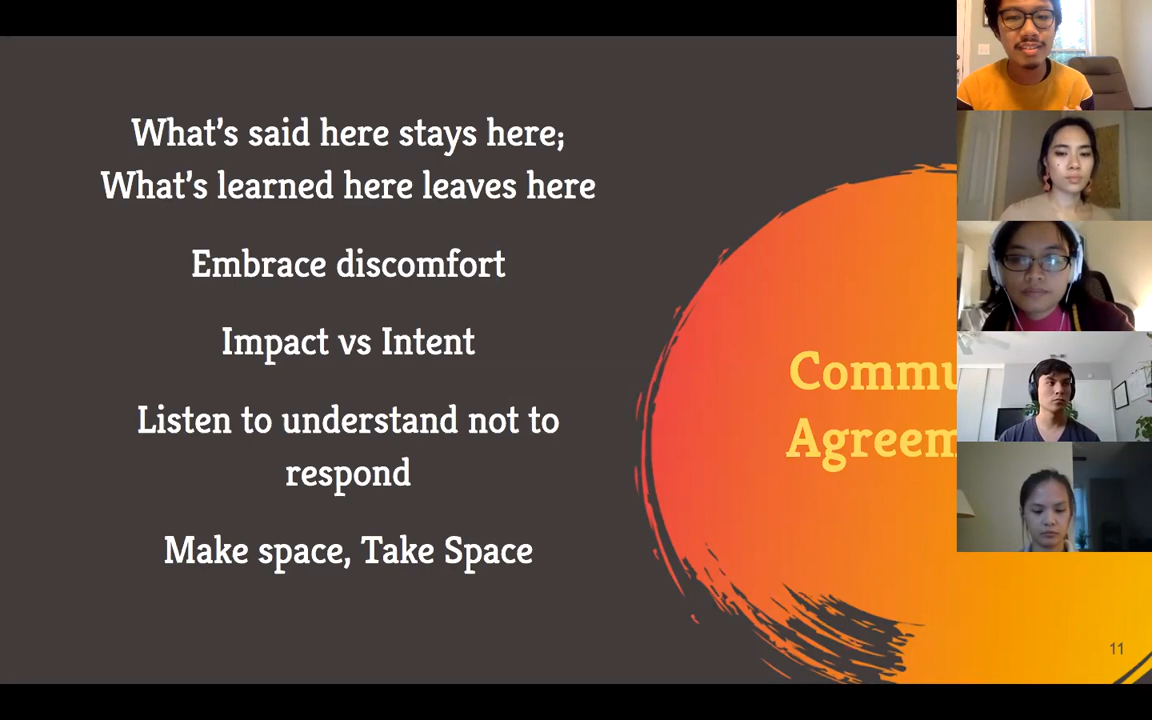 What's said here stays here;
What's learned here leaves here
Embrace discomfort
Impact vs Intent
Listen to understand not to
respond
Make space, Take Space
Commu
Agreem
11